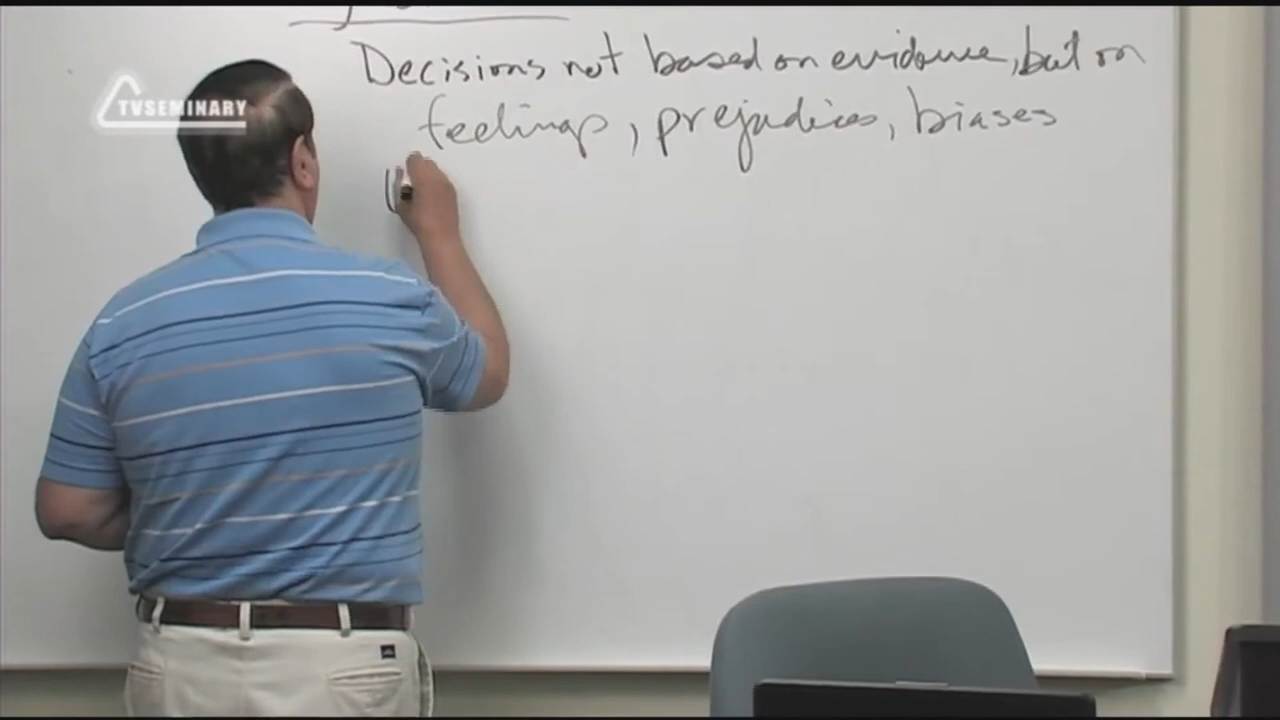 Decisions not based on evidence, but on
feelings, prejudices, biases
TVSEMINARY